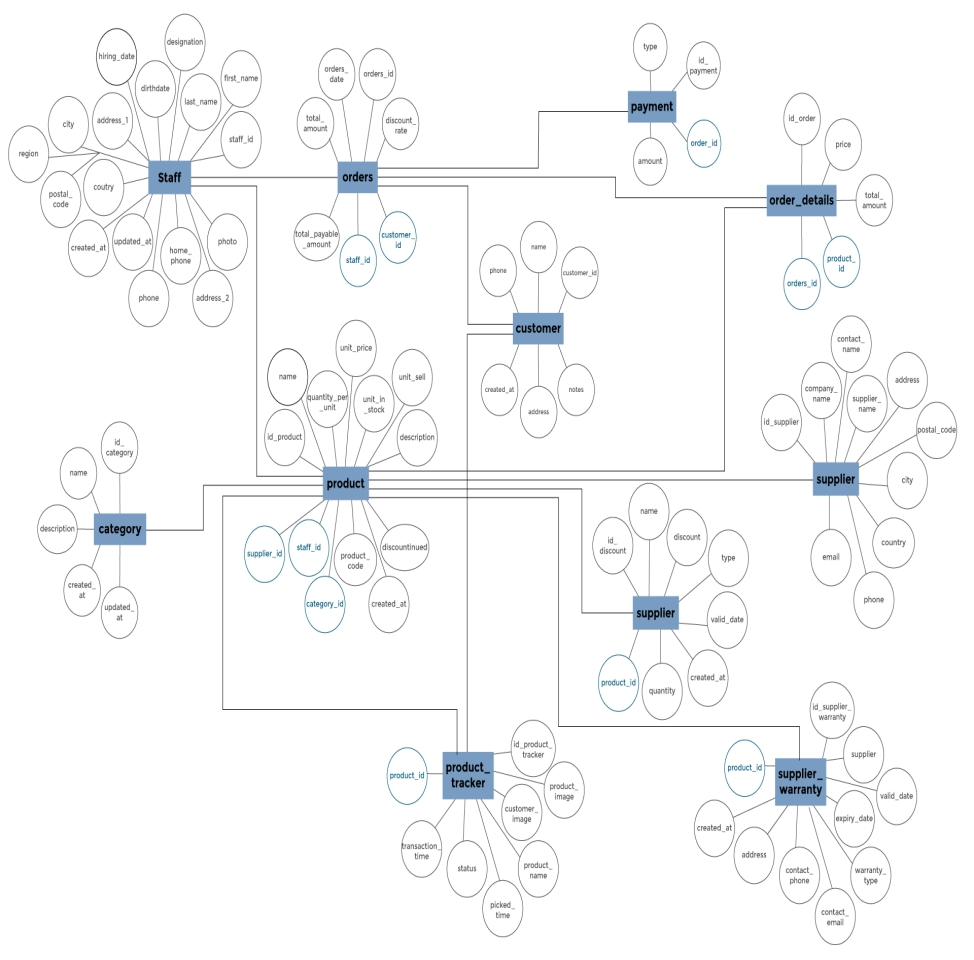 hiring_date
designation
dirthdate
first_name
last_name
city
address_1
staff_id
region
Staff
postal_
code
coutry
created_at
updated_at
home_
phone
photo
phone
address_2
orders_
date
orders_id
total_
amount
discount_
rate
orders
total_payable
_amount
staff_id
customer_
id
type
id_
payment
payment
amount
order_id
id_order
price
order_details
total_
amount
orders_id
product_
id
name
phone
customer_id
customer
created_at
address
notes
unit_price
name
quantity_per
_unit
unit_in
_stock
unit_sell
id_product
description
product
supplier_id
staff_id
category_id
product_
code
discountinued
created_at
id_
category
name
description
category
created_
at
updated_
at
contact_
name
company_
name
supplier_
name
address
id_supplier
postal_code
supplier
city
country
email
phone
name
id_
discount
discount
type
supplier
valid_date
product_id
quantity
created_at
product_id
product_
tracker
id_product_
tracker
product_
image
customer_
image
transaction_
time
status
product_
name
picked_
time
id_supplier_
warranty
product_id
supplier
supplier_
warranty
valid_date
created_at
expiry_date
address
contact_
phone
warranty_
type
contact_
email